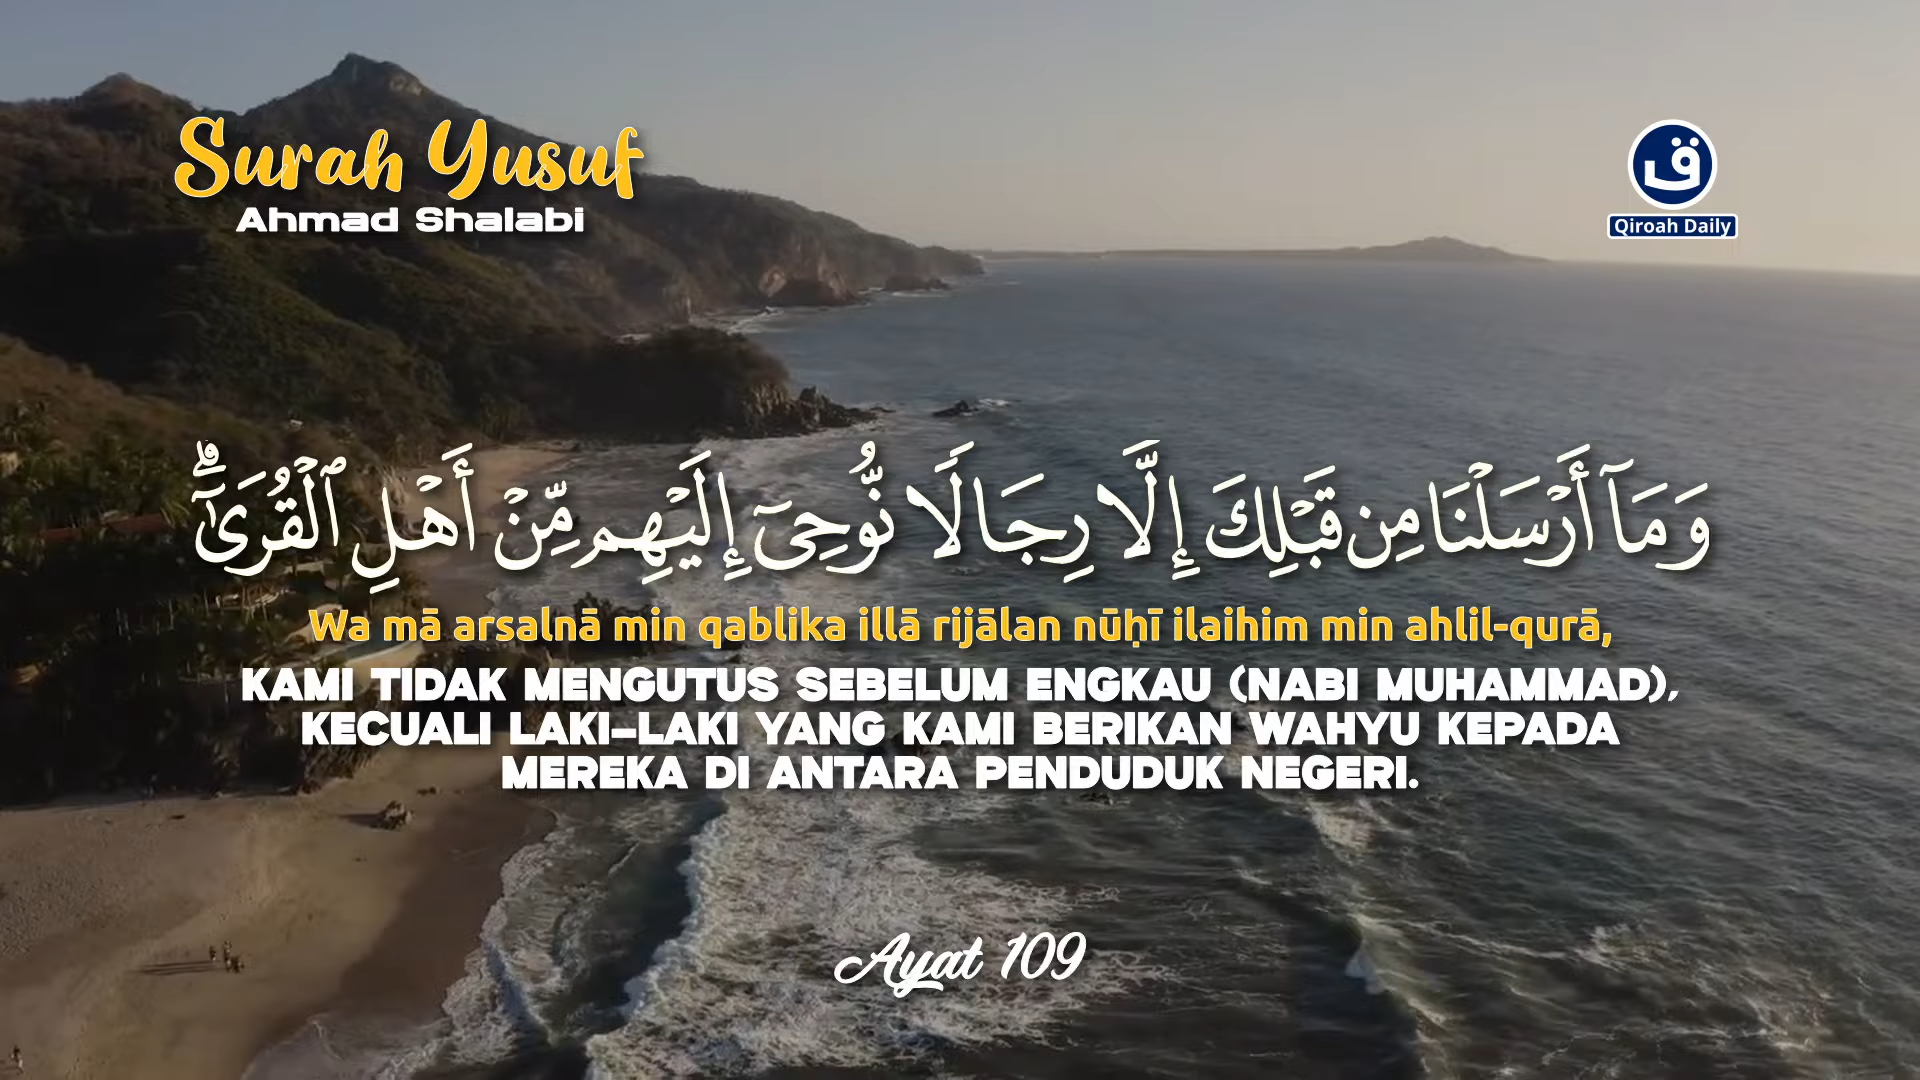 Surah Yusuf
Ahmad Shalabi
ق
Qiroah Daily
وَمَآ أَرْسَلْنَا مِن قَبْلِكَ إِلَّا رِجَالًا نُّوحِىٓ إِلَيْهِم مِّنْ أَهْلِ ٱلْقُرَىٰٓ ۗ
Wa mā arsalnā min qablika illā rijālan nūḥī ilaihim min ahlil-qurā,
KAMI TIDAK MENGUTUS SEBELUM ENGKAU (NABI MUHAMMAD),
KECUALI LAKI-LAKI YANG KAMI BERIKAN WAHYU KEPADA
MEREKA DI ANTARA PENDUDUK NEGERI.
Ayat 109